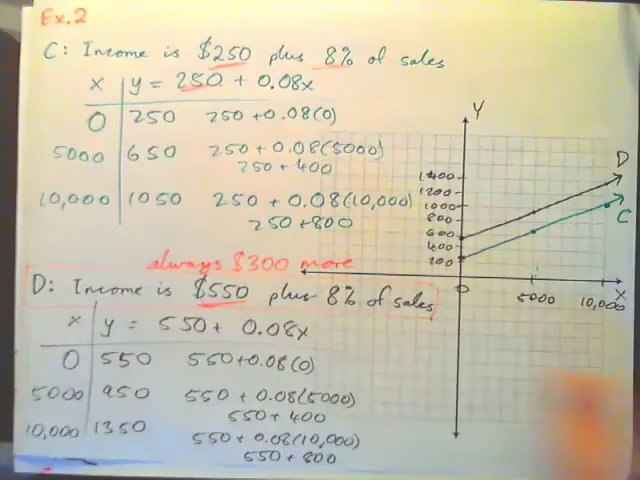 Ex.2
C: Income is $250 plus 8% of sales
x y = 250 + 0.08x
0 250 250+0.08(0)
5000 650 250+0.08(5000)
250+400
10,000 1050 250 + 0.08(10,000)
250+800
always $300 more
D: Income is $550 plus 8% of sales
x y = 550 + 0.08x
0 550 550+0.08(0)
5000 950 550 + 0.08(5000)
550 + 400
10,000 1350 550 + 0.08(10,000)
550 + 800
Y
D
C
1400
1200
1000
800
600
400
200
0 5000 10,000 X